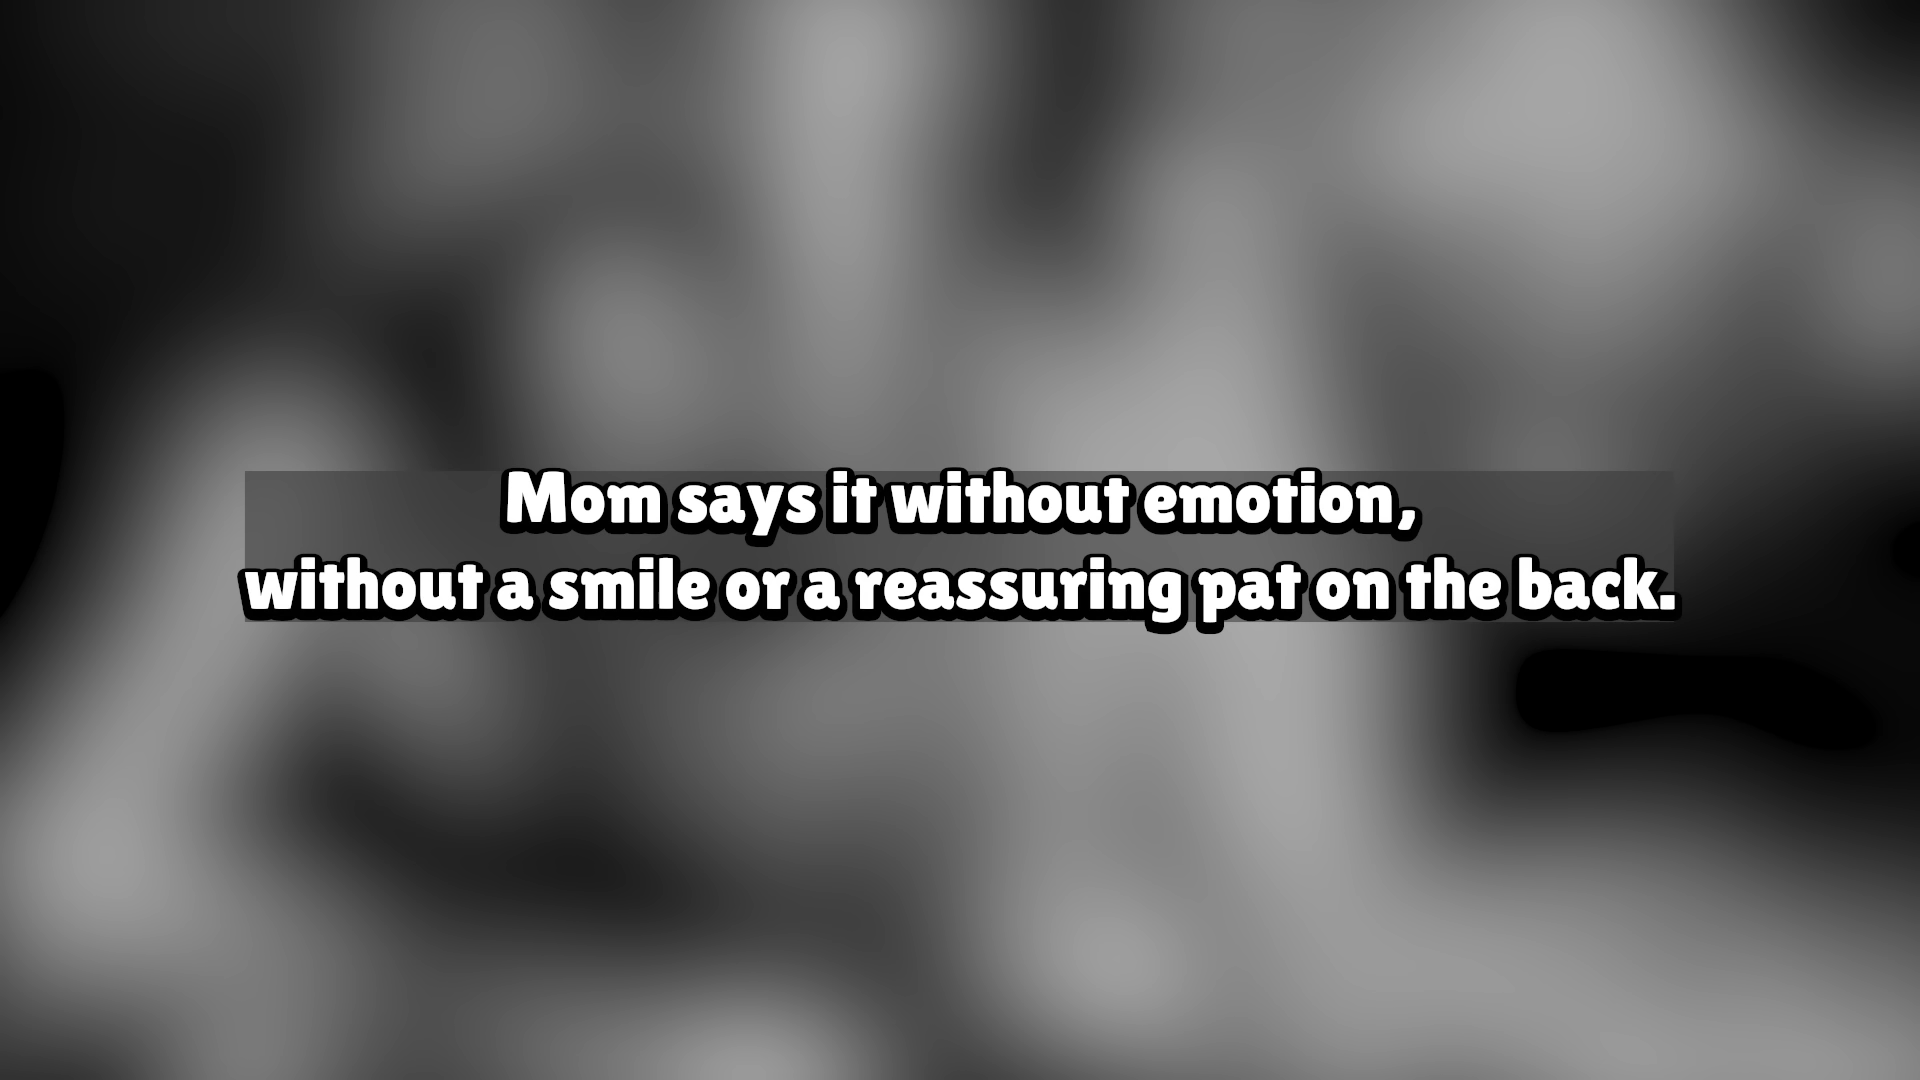 Mom says it without emotion,
without a smile or a reassuring pat on the back.